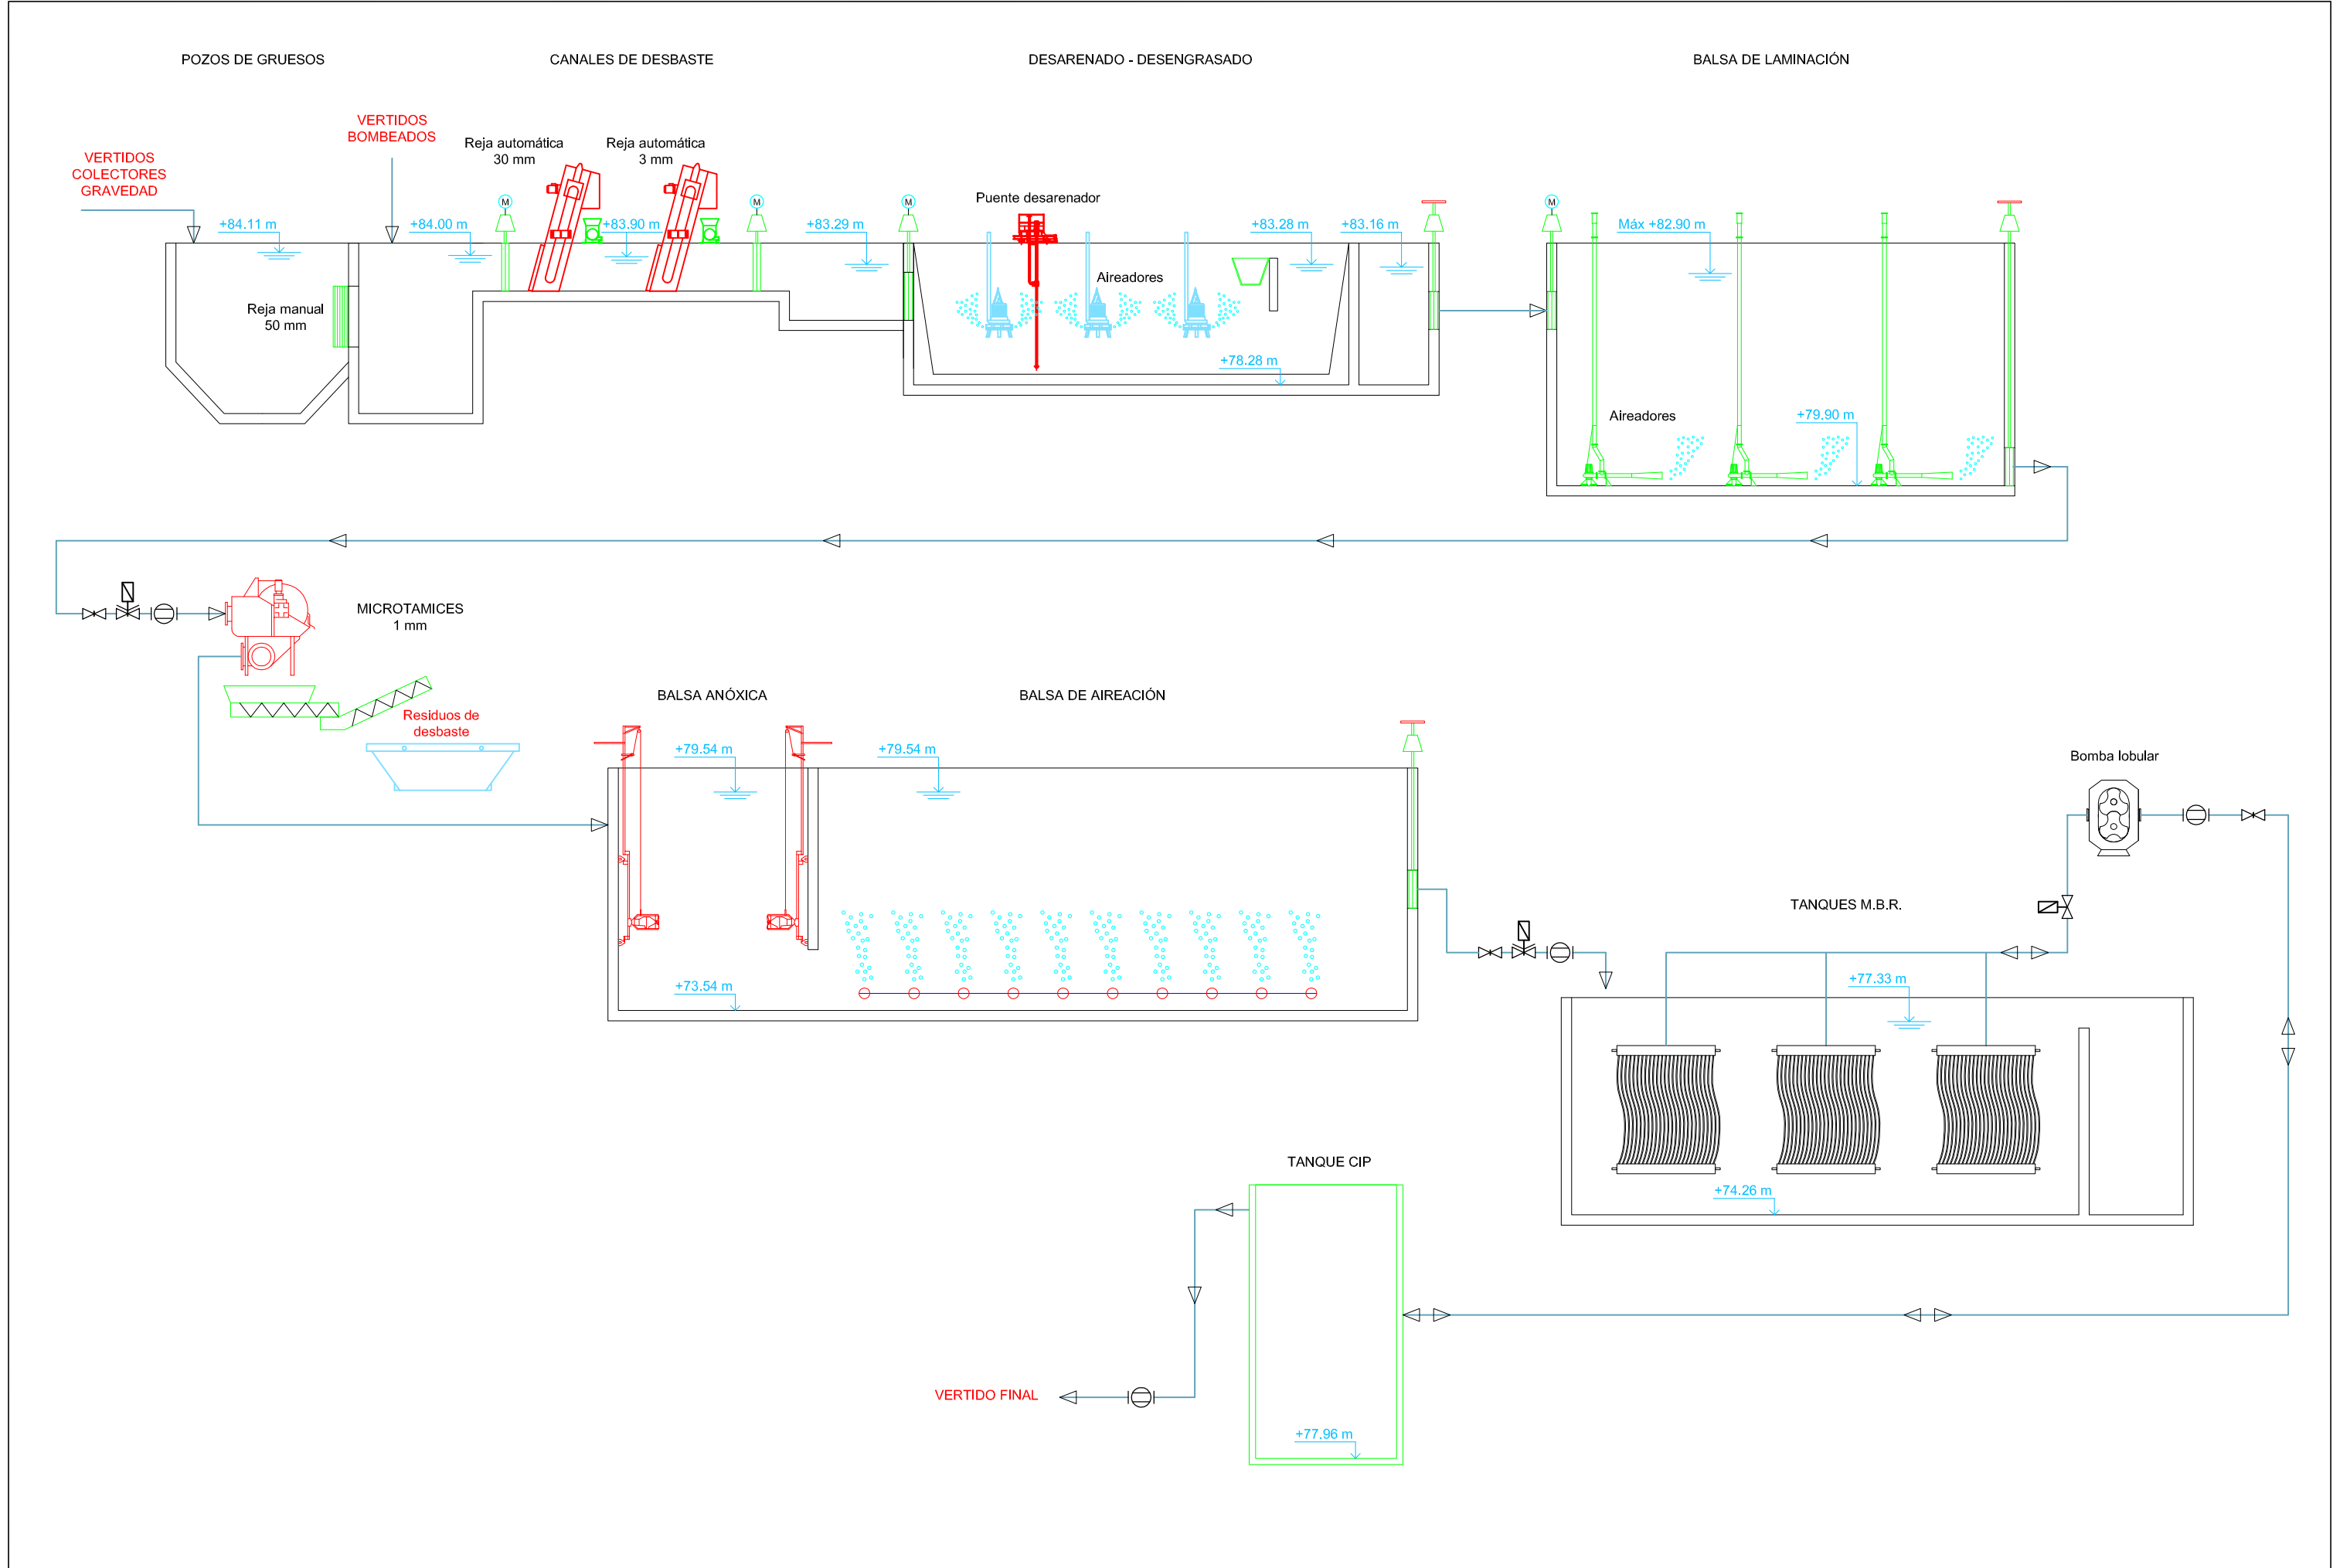 POZOS DE GRUESOS
CANALES DE DESBASTE
DESARENADO - DESENGRASADO
BALSA DE LAMINACIÓN
VERTIDOS
COLECTORES
GRAVEDAD
VERTIDOS
BOMBEADOS
Reja automática
30 mm
Reja automática
3 mm
Puente desarenador
M
M
M
M
+84.11 m
+84.00 m
+83.90 m
+83.29 m
+83.28 m
+83.16 m
Máx +82.90 m
Reja manual
50 mm
Aireadores
+78.28 m
Aireadores
+79.90 m
MICROTAMICES
1 mm
Residuos de
desbaste
BALSA ANÓXICA
BALSA DE AIREACIÓN
+79.54 m
+79.54 m
+73.54 m
Bomba lobular
TANQUES M.B.R.
+77.33 m
+74.26 m
TANQUE CIP
VERTIDO FINAL
+77.96 m